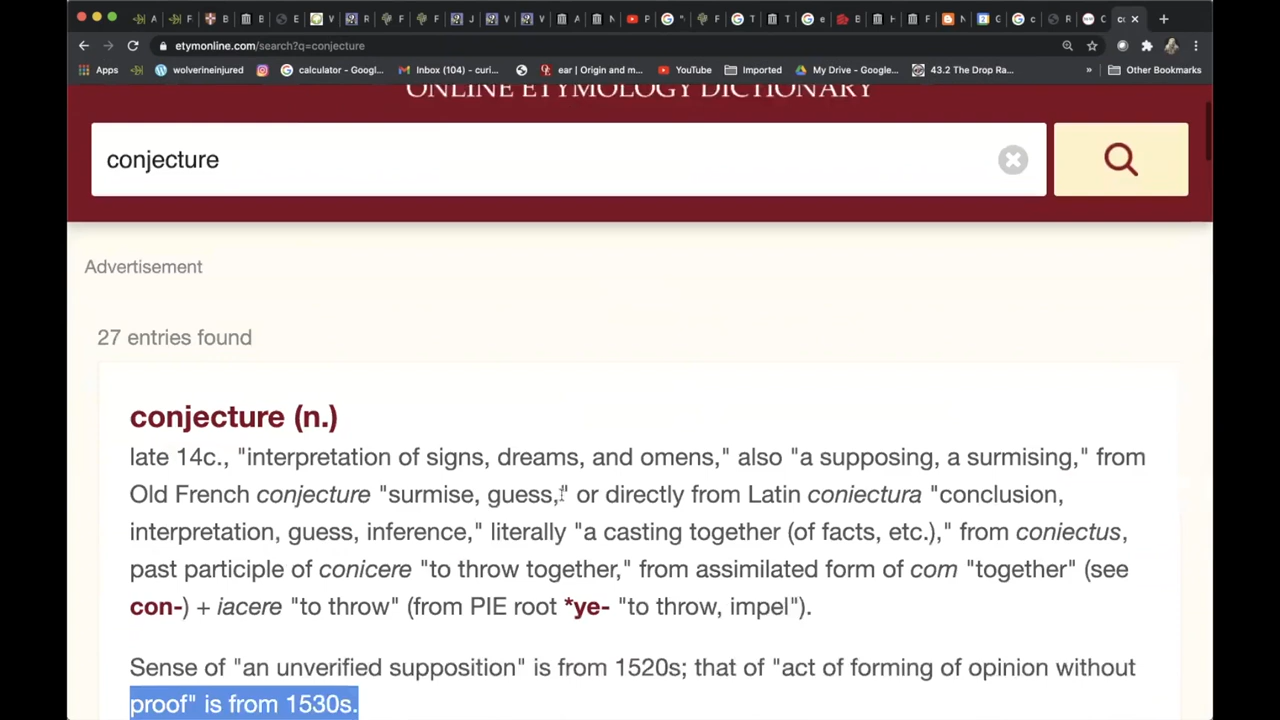 etymonline.com/search?q=conjecture
Apps wolverineinjured calculator - Googl... Inbox (104) - curi... ear | Origin and m... YouTube Imported My Drive - Google... 43.2 The Drop Ra... » Other Bookmarks
ONLINE ETYMOLOGY DICTIONARY
conjecture
Advertisement
27 entries found
conjecture (n.)
late 14c., "interpretation of signs, dreams, and omens," also "a supposing, a surmising," from
Old French conjecture "surmise, guess," or directly from Latin coniectura "conclusion,
interpretation, guess, inference," literally "a casting together (of facts, etc.)," from coniectus,
past participle of conicere "to throw together," from assimilated form of com "together" (see
con-) + iacere "to throw" (from PIE root *ye- "to throw, impel").
Sense of "an unverified supposition" is from 1520s; that of "act of forming of opinion without
proof" is from 1530s.